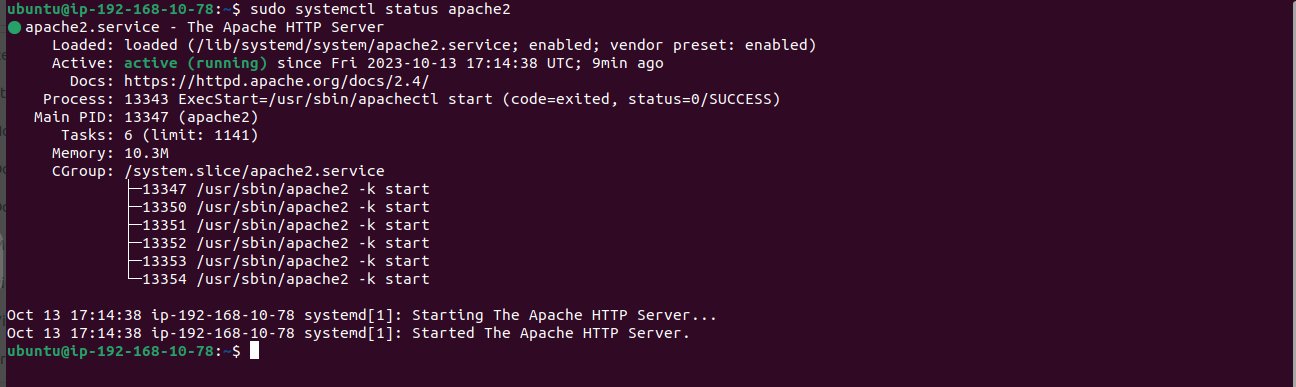 ubuntu@ip-192-168-10-78:~$ sudo systemctl status apache2
● apache2.service - The Apache HTTP Server
Loaded: loaded (/lib/systemd/system/apache2.service; enabled; vendor preset: enabled)
Active: active (running) since Fri 2023-10-13 17:14:38 UTC; 9min ago
Docs: https://httpd.apache.org/docs/2.4/
Process: 13343 ExecStart=/usr/sbin/apachectl start (code=exited, status=0/SUCCESS)
Main PID: 13347 (apache2)
Tasks: 6 (limit: 1141)
Memory: 10.3M
CGroup: /system.slice/apache2.service
├─13347 /usr/sbin/apache2 -k start
├─13350 /usr/sbin/apache2 -k start
├─13351 /usr/sbin/apache2 -k start
├─13352 /usr/sbin/apache2 -k start
├─13353 /usr/sbin/apache2 -k start
└─13354 /usr/sbin/apache2 -k start
Oct 13 17:14:38 ip-192-168-10-78 systemd[1]: Starting The Apache HTTP Server...
Oct 13 17:14:38 ip-192-168-10-78 systemd[1]: Started The Apache HTTP Server.
ubuntu@ip-192-168-10-78:~$